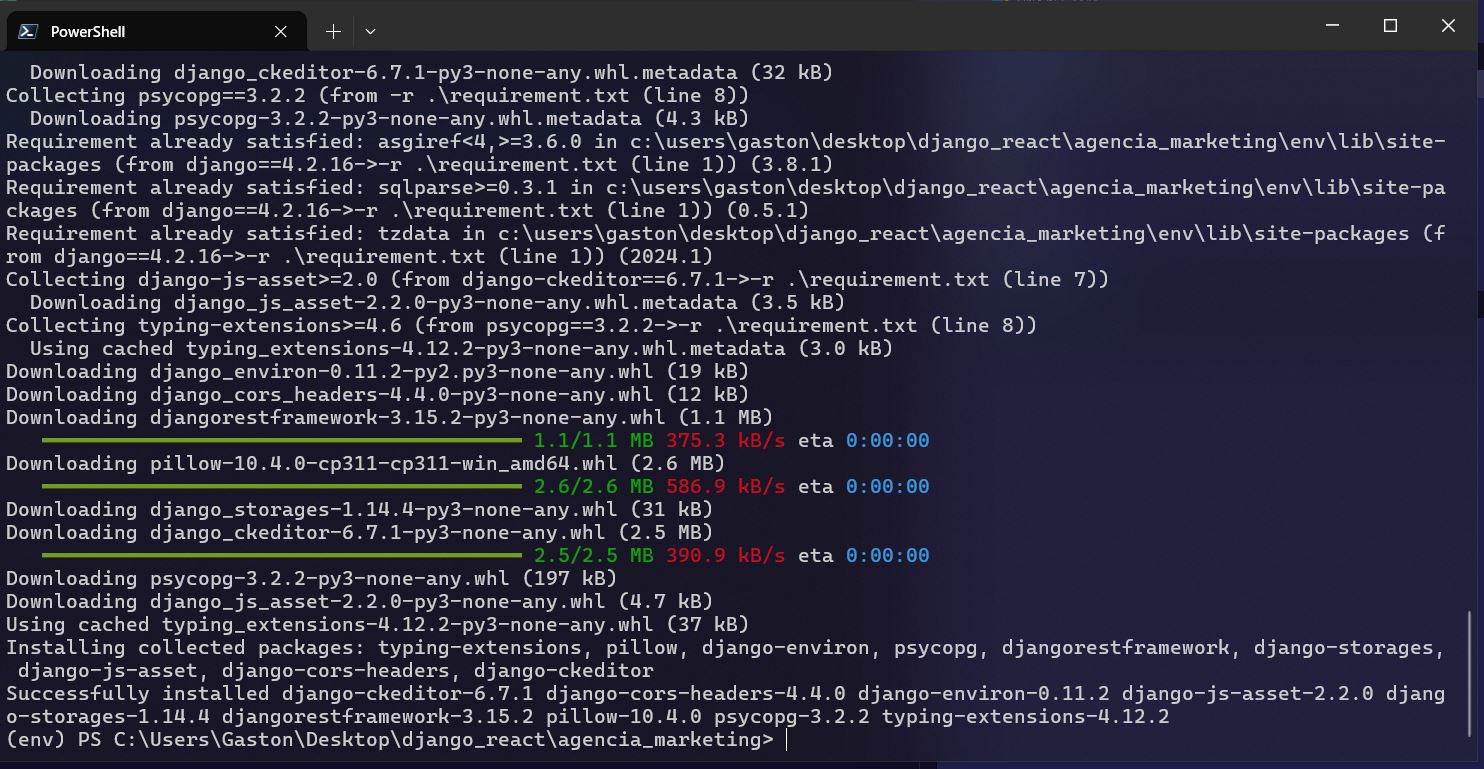 PowerShell
  Downloading django_ckeditor-6.7.1-py3-none-any.whl.metadata (32 kB)
Collecting psycopg==3.2.2 (from -r .\requirement.txt (line 8))
  Downloading psycopg-3.2.2-py3-none-any.whl.metadata (4.3 kB)
Requirement already satisfied: asgiref<4,>=3.6.0 in c:\users\gaston\desktop\django_react\agencia_marketing\env\lib\site-
packages (from django==4.2.16->-r .\requirement.txt (line 1)) (3.8.1)
Requirement already satisfied: sqlparse>=0.3.1 in c:\users\gaston\desktop\django_react\agencia_marketing\env\lib\site-pa
ckages (from django==4.2.16->-r .\requirement.txt (line 1)) (0.5.1)
Requirement already satisfied: tzdata in c:\users\gaston\desktop\django_react\agencia_marketing\env\lib\site-packages (f
rom django==4.2.16->-r .\requirement.txt (line 1)) (2024.1)
Collecting django-js-asset>=2.0 (from django-ckeditor==6.7.1->-r .\requirement.txt (line 7))
  Downloading django_js_asset-2.2.0-py3-none-any.whl.metadata (3.5 kB)
Collecting typing-extensions>=4.6 (from psycopg==3.2.2->-r .\requirement.txt (line 8))
  Using cached typing_extensions-4.12.2-py3-none-any.whl.metadata (3.0 kB)
Downloading django_environ-0.11.2-py2.py3-none-any.whl (19 kB)
Downloading django_cors_headers-4.4.0-py3-none-any.whl (12 kB)
Downloading djangorestframework-3.15.2-py3-none-any.whl (1.1 MB)
1.1/1.1 MB 375.3 kB/s eta 0:00:00
Downloading pillow-10.4.0-cp311-cp311-win_amd64.whl (2.6 MB)
2.6/2.6 MB 586.9 kB/s eta 0:00:00
Downloading django_storages-1.14.4-py3-none-any.whl (31 kB)
Downloading django_ckeditor-6.7.1-py3-none-any.whl (2.5 MB)
2.5/2.5 MB 390.9 kB/s eta 0:00:00
Downloading psycopg-3.2.2-py3-none-any.whl (197 kB)
Downloading django_js_asset-2.2.0-py3-none-any.whl (4.7 kB)
Using cached typing_extensions-4.12.2-py3-none-any.whl (37 kB)
Installing collected packages: typing-extensions, pillow, django-environ, psycopg, djangorestframework, django-storages,
 django-js-asset, django-cors-headers, django-ckeditor
Successfully installed django-ckeditor-6.7.1 django-cors-headers-4.4.0 django-environ-0.11.2 django-js-asset-2.2.0 djang
o-storages-1.14.4 djangorestframework-3.15.2 pillow-10.4.0 psycopg-3.2.2 typing-extensions-4.12.2
(env) PS C:\Users\Gaston\Desktop\django_react\agencia_marketing>